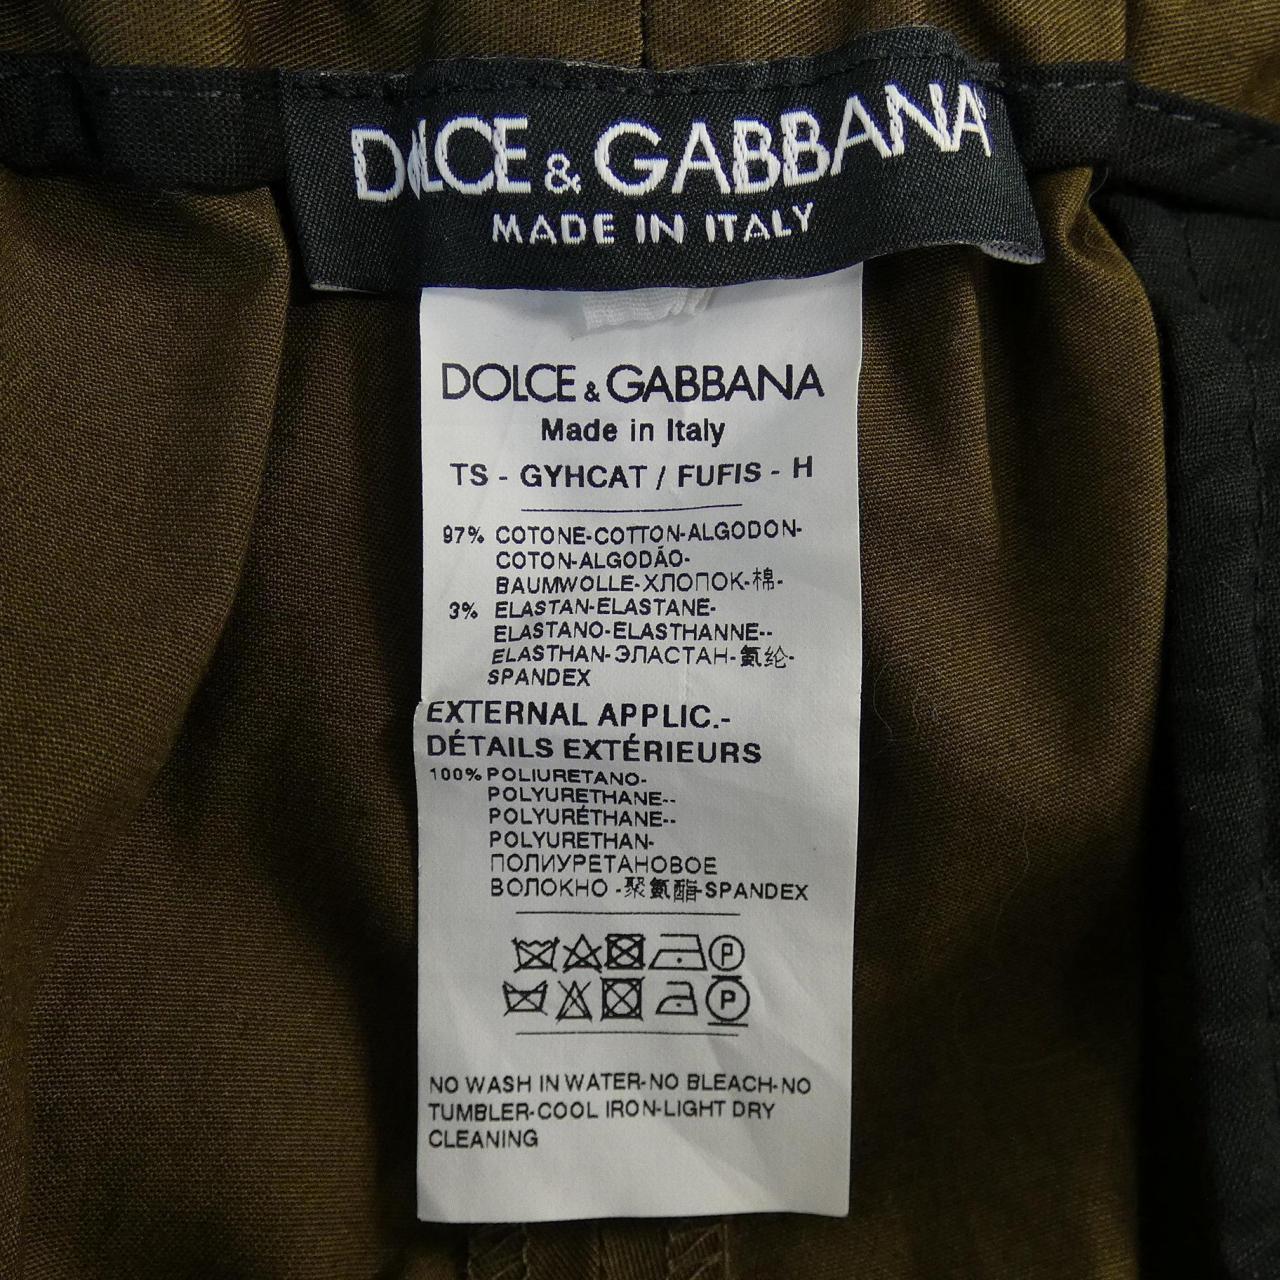 DOLCE & GABBANA
MADE IN ITALY
DOLCE & GABBANA
Made in Italy
TS - GYHCAT / FUFIS - H
97% COTONE-COTTON-ALGODON-
COTON-ALGODÃO-
BAUMWOLLE-ХЛОПОК-棉-
3% ELASTAN-ELASTANE-
ELASTANO-ELASTHANNE--
ELASTHAN-ЭЛАСТАН-氨纶-
SPANDEX
EXTERNAL APPLIC.-
DÉTAILS EXTÉRIEURS
100% POLIURETANO-
POLYURETHANE--
POLYURÉTHANE--
POLYURETHAN-
ПОЛИУРЕТАНОВОЕ
ВОЛОКНО -聚氨酯-SPANDEX
P
P
NO WASH IN WATER-NO BLEACH-NO
TUMBLER-COOL IRON-LIGHT DRY
CLEANING